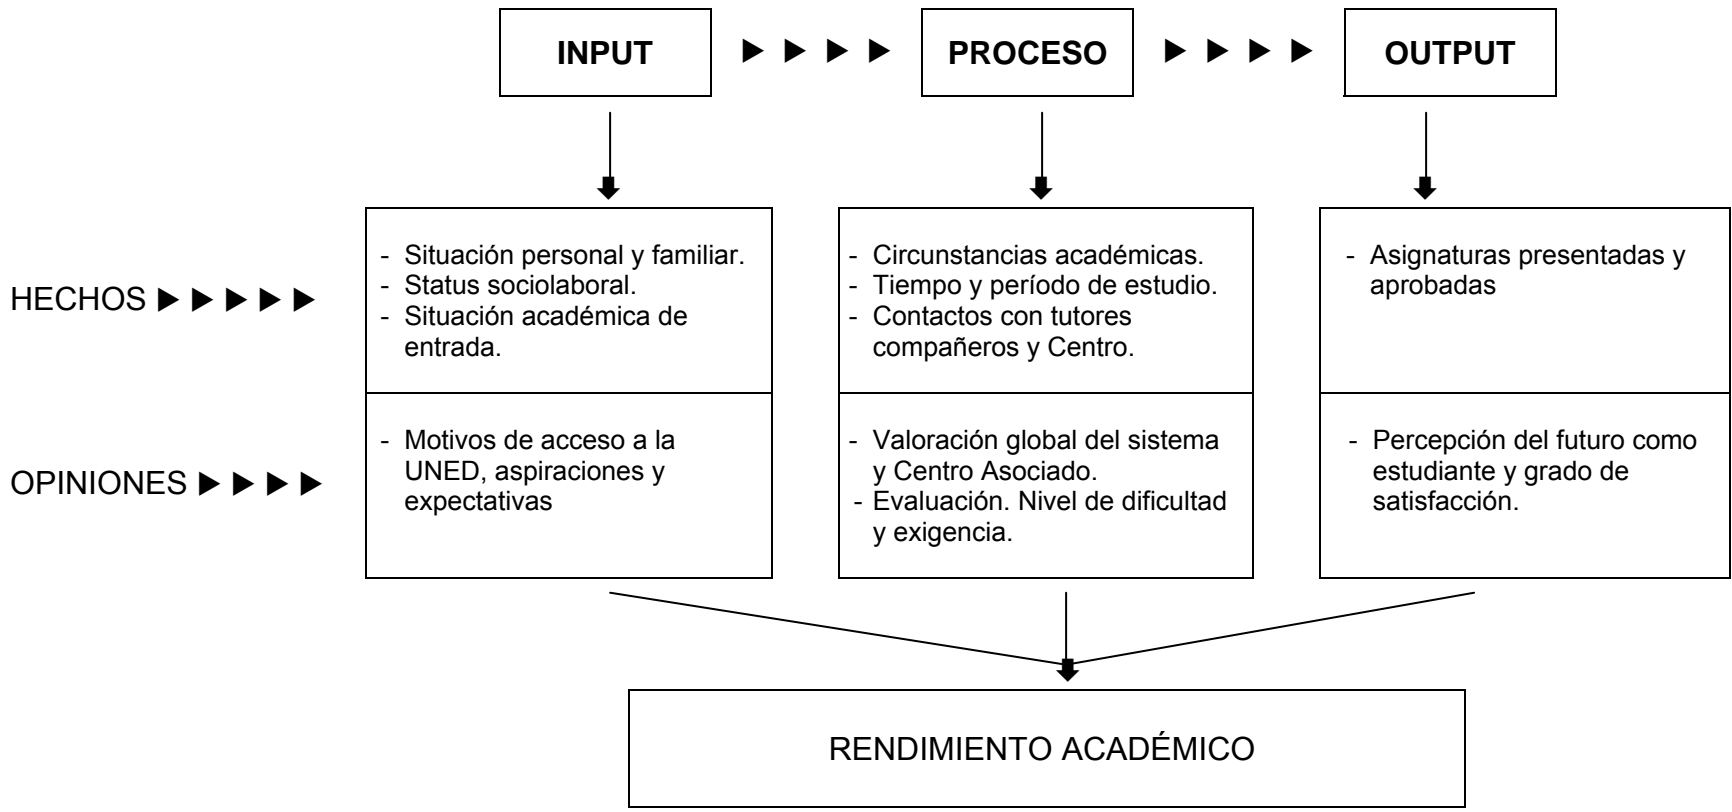 INPUT ▶ ▶ ▶ ▶ PROCESO ▶ ▶ ▶ ▶ OUTPUT
HECHOS ▶ ▶ ▶ ▶ ▶
- Situación personal y familiar.
- Status sociolaboral.
- Situación académica de
entrada.
- Circunstancias académicas.
- Tiempo y período de estudio.
- Contactos con tutores
compañeros y Centro.
- Asignaturas presentadas y
aprobadas
OPINIONES ▶ ▶ ▶ ▶
- Motivos de acceso a la
UNED, aspiraciones y
expectativas
- Valoración global del sistema
y Centro Asociado.
- Evaluación. Nivel de dificultad
y exigencia.
- Percepción del futuro como
estudiante y grado de
satisfacción.
RENDIMIENTO ACADÉMICO